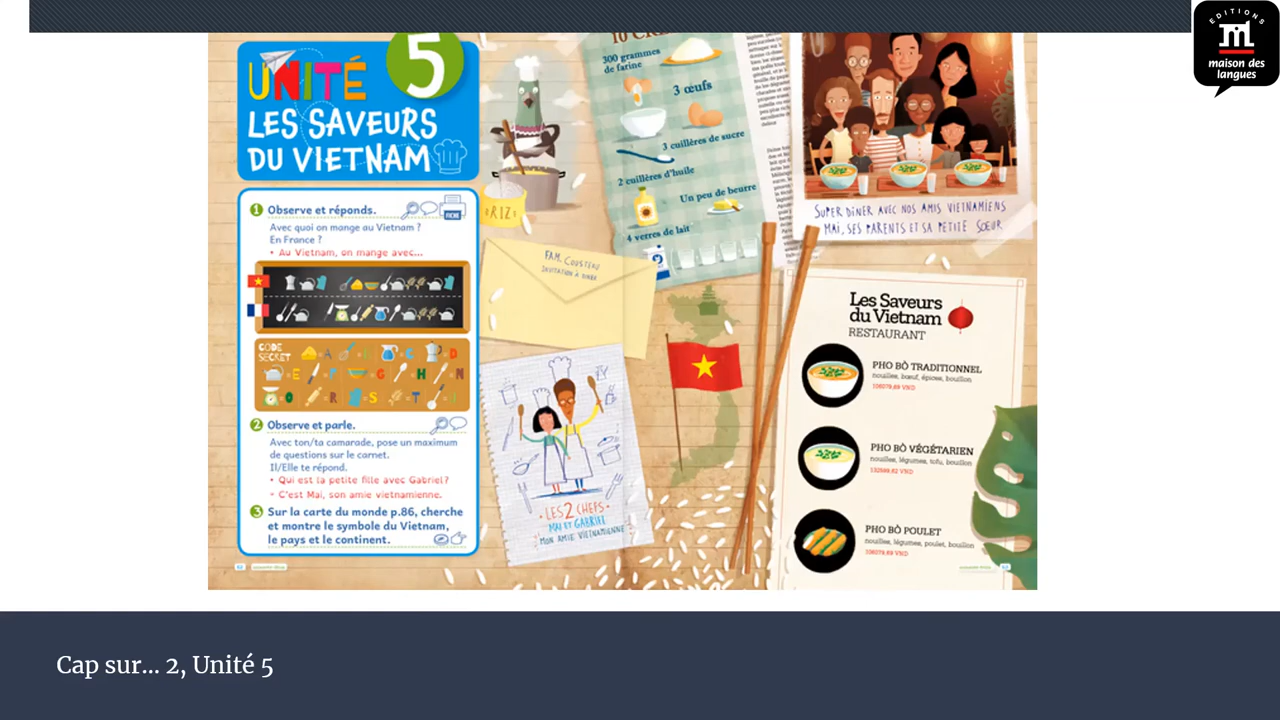 EDITIONS
maison des
langues
UNITÉ
5
LES SAVEURS
DU VIETNAM
1 Observe et réponds.
FICHE
Avec quoi on mange au Vietnam ?
En France ?
• Au Vietnam, on mange avec...
CODE
SECRET
2 Observe et parle.
Avec ton/ta camarade, pose un maximum
de questions sur le carnet.
Il/Elle te répond.
• Qui est la petite fille avec Gabriel ?
• C'est Mai, son amie vietnamienne.
3 Sur la carte du monde p.86, cherche
et montre le symbole du Vietnam,
le pays et le continent.
RIZ
300 grammes
de farine
3 œufs
3 cuillères de sucre
2 cuillères d'huile
Un peu de beurre
4 verres de lait
FAM. COUSTEAU
INVITATION À DINER
LES 2 CHEFS
MAI ET GABRIEL
MON AMIE VIETNAMIENNE
SUPER DÎNER AVEC NOS AMIS VIETNAMIENS
MAI, SES PARENTS ET SA PETITE SŒUR
Les Saveurs
du Vietnam
RESTAURANT
PHO BÒ TRADITIONNEL
nouilles, bœuf, épices, bouillon
PHO BÒ VÉGÉTARIEN
nouilles, légumes, tofu, bouillon
PHO BÒ POULET
nouilles, légumes, poulet, bouillon
Cap sur... 2, Unité 5